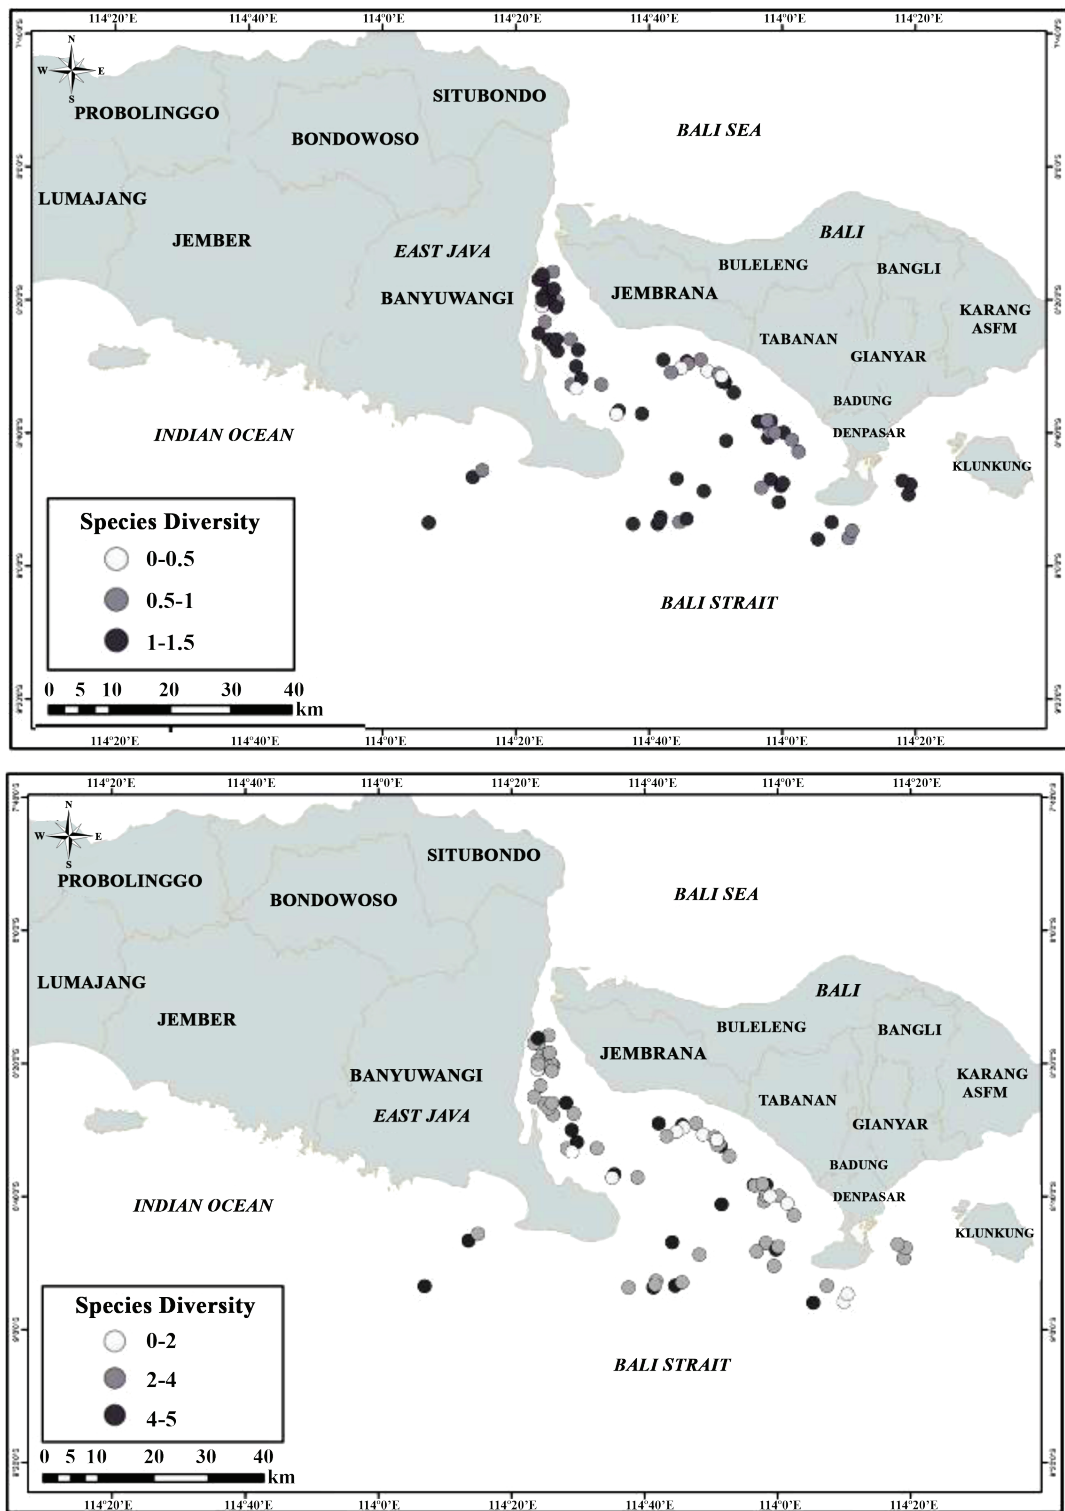 114°20’E 114°40’E 114°0’E 114°20’E 114°40’E 114°0’E 114°20’E
N
W E
S
SITUBONDO
PROBOLINGGO
BALI SEA
BONDOWOSO
LUMAJANG
BALI
JEMBER
EAST JAVA
BULELENG
BANGLI
JEMBRANA
BANYUWANGI
KARANG
ASFM
TABANAN
GIANYAR
BADUNG
INDIAN OCEAN
DENPASAR
KLUNKUNG
Species Diversity
0-0.5
0.5-1
1-1.5
BALI STRAIT
0 5 10 20 30 40
km
114°20’E 114°40’E 114°0’E 114°20’E 114°40’E 114°0’E 114°20’E
114°20’E 114°40’E 114°0’E 114°20’E 114°40’E 114°0’E 114°20’E
N
W E
S
SITUBONDO
PROBOLINGGO
BALI SEA
BONDOWOSO
LUMAJANG
BALI
JEMBER
BULELENG
BANGLI
JEMBRANA
BANYUWANGI
KARANG
ASFM
TABANAN
EAST JAVA
GIANYAR
BADUNG
DENPASAR
INDIAN OCEAN
KLUNKUNG
Species Diversity
0-2
2-4
4-5
BALI STRAIT
0 5 10 20 30 40
km
114°20’E 114°40’E 114°0’E 114°20’E 114°40’E 114°0’E 114°20’E